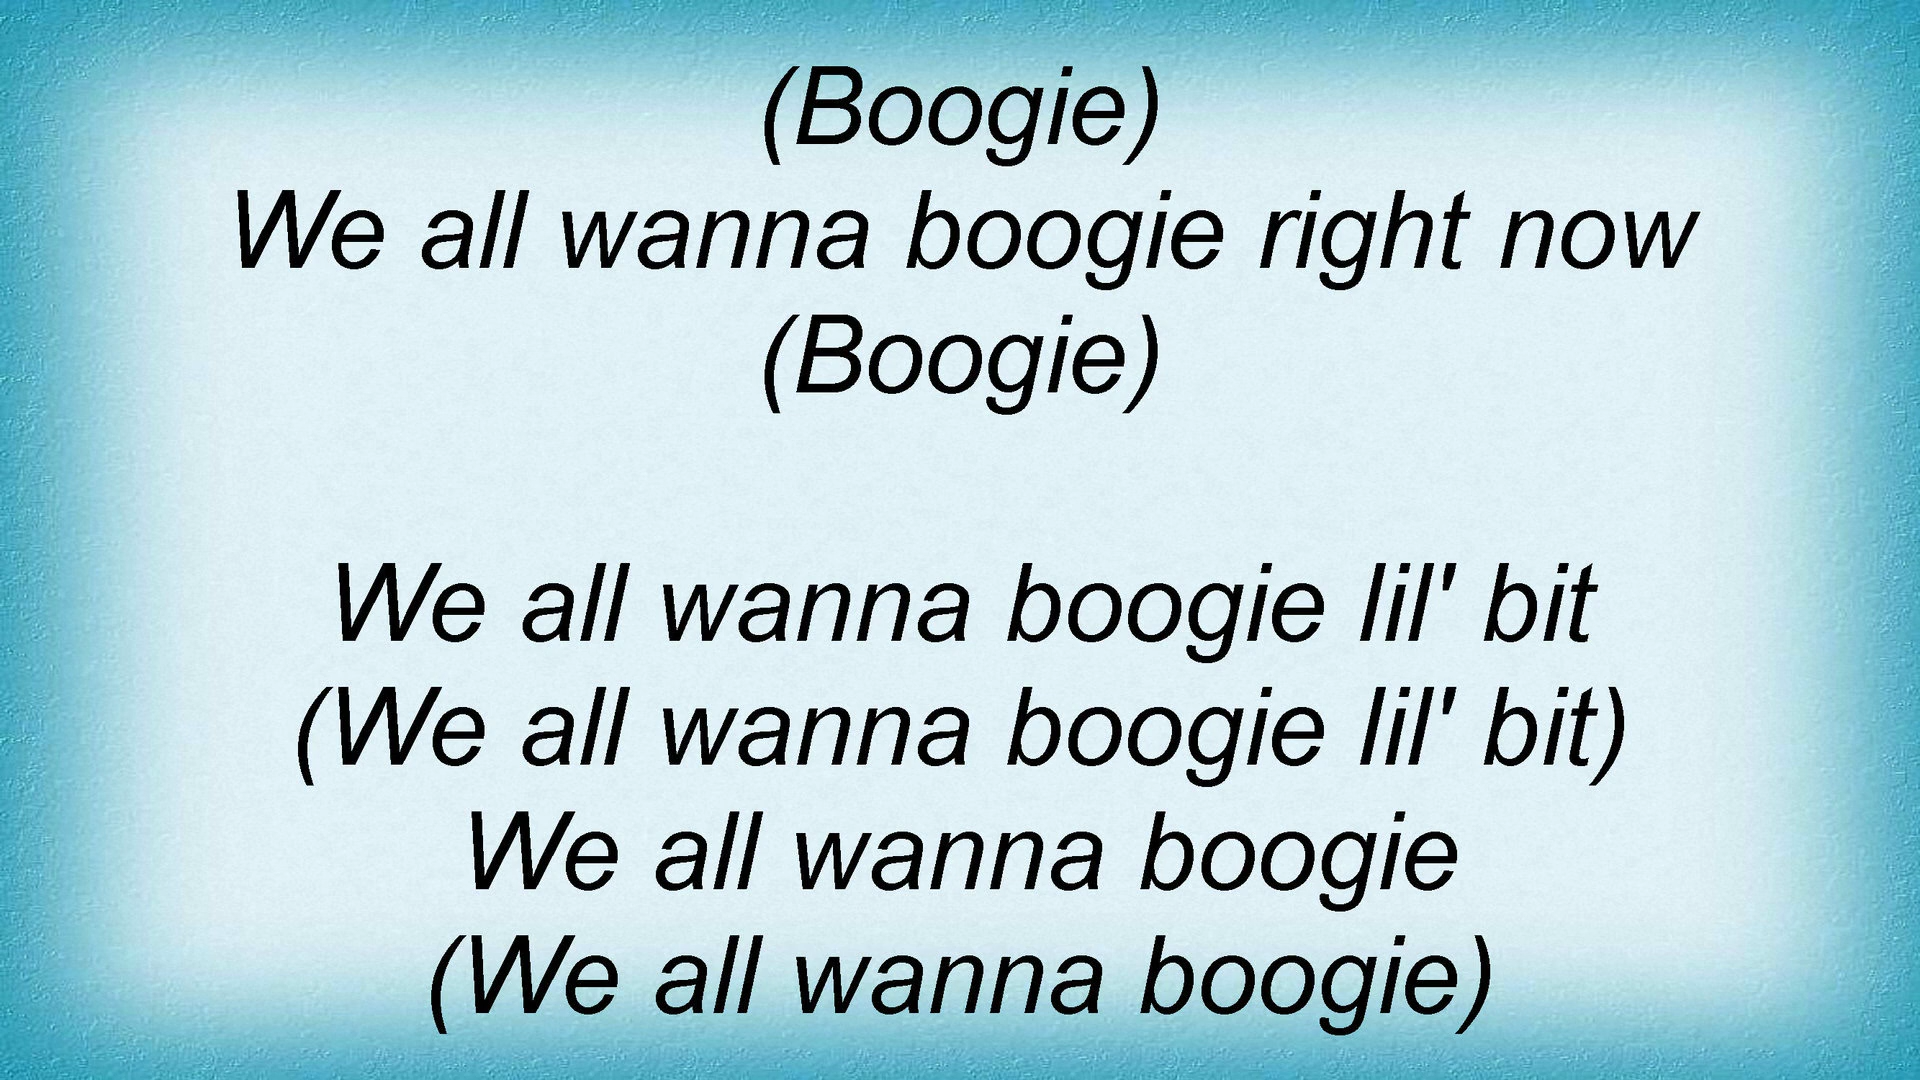 (Boogie)
We all wanna boogie right now
(Boogie)
We all wanna boogie lil' bit
(We all wanna boogie lil' bit)
We all wanna boogie
(We all wanna boogie)